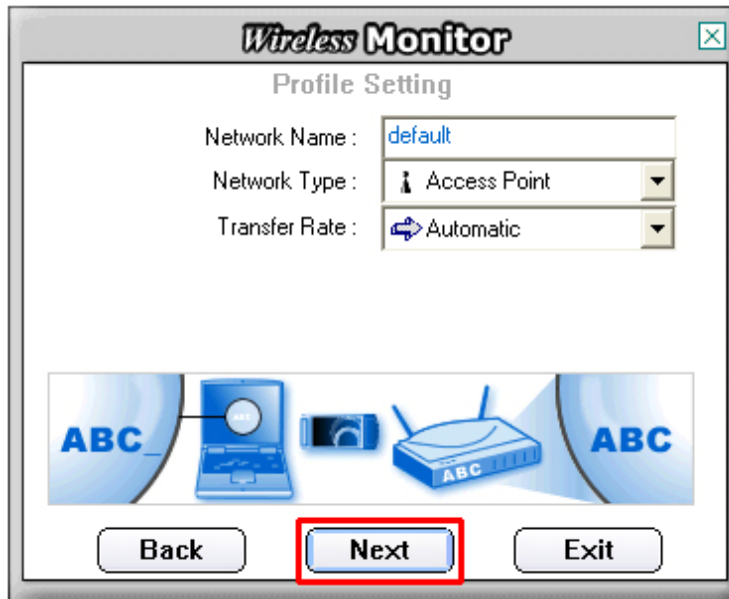 Wireless Monitor
Profile Setting
Network Name : default
Network Type : Access Point
Transfer Rate : Automatic
ABC_ ABC ABC ABC
Back Next Exit